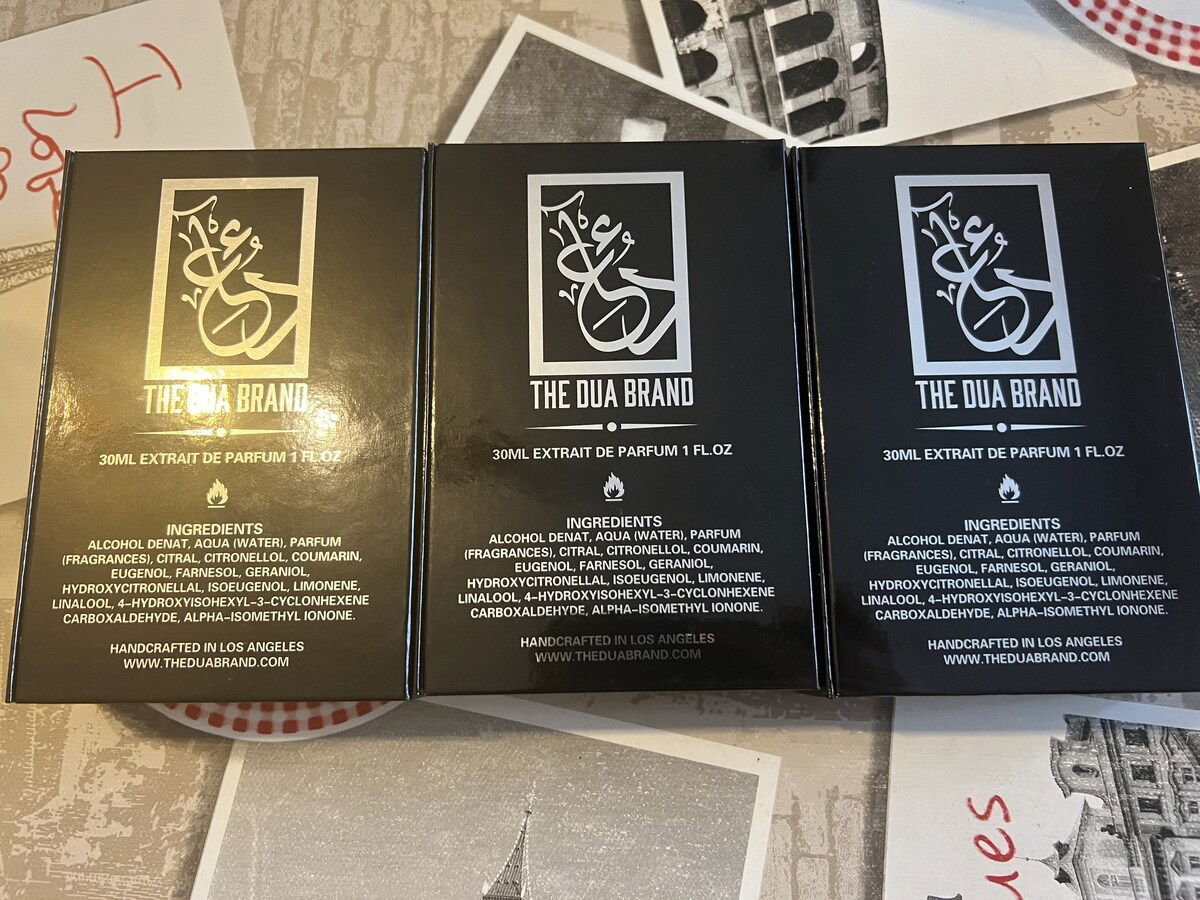 THE DUA BRAND
30ML EXTRAIT DE PARFUM 1 FL.OZ
INGREDIENTS
ALCOHOL DENAT, AQUA (WATER), PARFUM
(FRAGRANCES), CITRAL, CITRONELLOL, COUMARIN,
EUGENOL, FARNESOL, GERANIOL,
HYDROXYCITRONELLAL, ISOEUGENOL, LIMONENE,
LINALOOL, 4-HYDROXYISOHEXYL-3-CYCLONHEXENE
CARBOXALDEHYDE, ALPHA-ISOMETHYL IONONE.
HANDCRAFTED IN LOS ANGELES
WWW.THEDUABRAND.COM
THE DUA BRAND
30ML EXTRAIT DE PARFUM 1 FL.OZ
INGREDIENTS
ALCOHOL DENAT, AQUA (WATER), PARFUM
(FRAGRANCES), CITRAL, CITRONELLOL, COUMARIN,
EUGENOL, FARNESOL, GERANIOL,
HYDROXYCITRONELLAL, ISOEUGENOL, LIMONENE,
LINALOOL, 4-HYDROXYISOHEXYL-3-CYCLONHEXENE
CARBOXALDEHYDE, ALPHA-ISOMETHYL IONONE.
HANDCRAFTED IN LOS ANGELES
WWW.THEDUABRAND.COM
THE DUA BRAND
30ML EXTRAIT DE PARFUM 1 FL.OZ
INGREDIENTS
ALCOHOL DENAT, AQUA (WATER), PARFUM
(FRAGRANCES), CITRAL, CITRONELLOL, COUMARIN,
EUGENOL, FARNESOL, GERANIOL,
HYDROXYCITRONELLAL, ISOEUGENOL, LIMONENE,
LINALOOL, 4-HYDROXYISOHEXYL-3-CYCLONHEXENE
CARBOXALDEHYDE, ALPHA-ISOMETHYL IONONE.
HANDCRAFTED IN LOS ANGELES
WWW.THEDUABRAND.COM